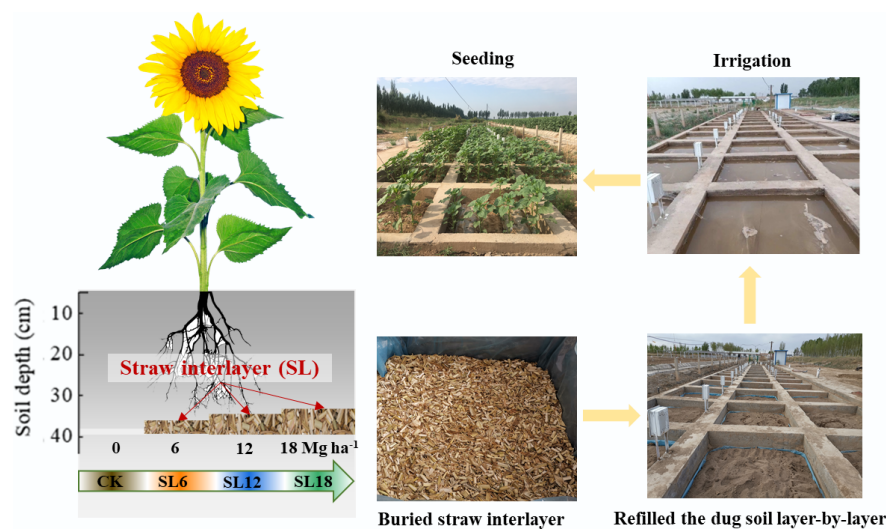 Seeding
Irrigation
Soil depth (cm)
10
20
30
40
Straw interlayer (SL)
0 6 12 18 Mg ha⁻¹
CK SL6 SL12 SL18
Buried straw interlayer
Refilled the dug soil layer-by-layer